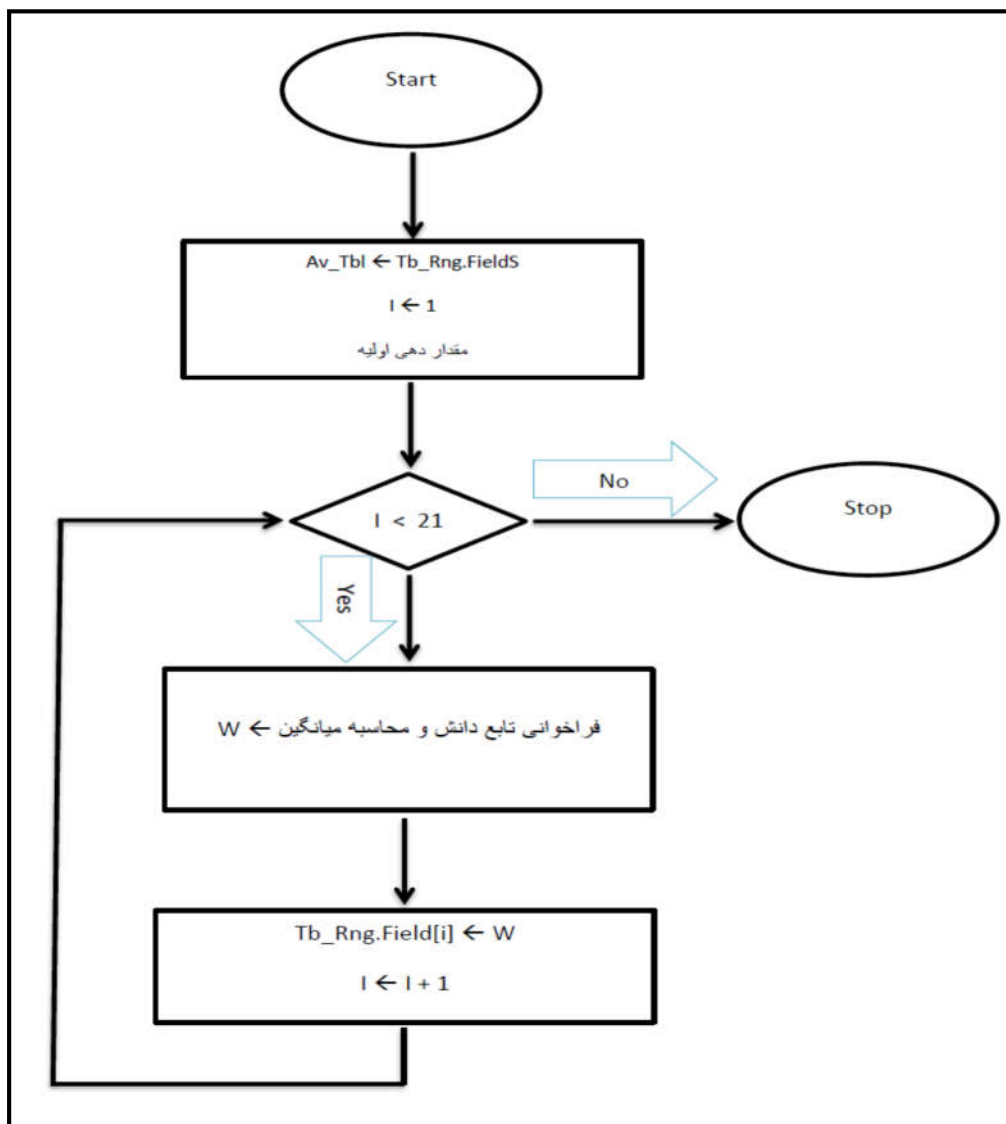 Start
Av_Tbl ← Tb_Rng.FieldS
I ← 1
مقدار دهی اولیه
I < 21
No
Stop
Yes
فراخوانی تابع دانش و محاسبه میانگین ← W
Tb_Rng.Field[i] ← W
I ← I + 1